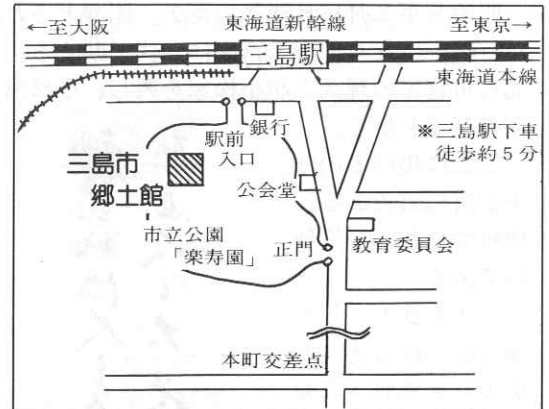 ←至大阪
東海道新幹線
至東京→
三島駅
東海道本線
銀行
駅前
入口
※三島駅下車
徒歩約5分
三島市
郷土館
公会堂
市立公園
「楽寿園」
正門
教育委員会
本町交差点